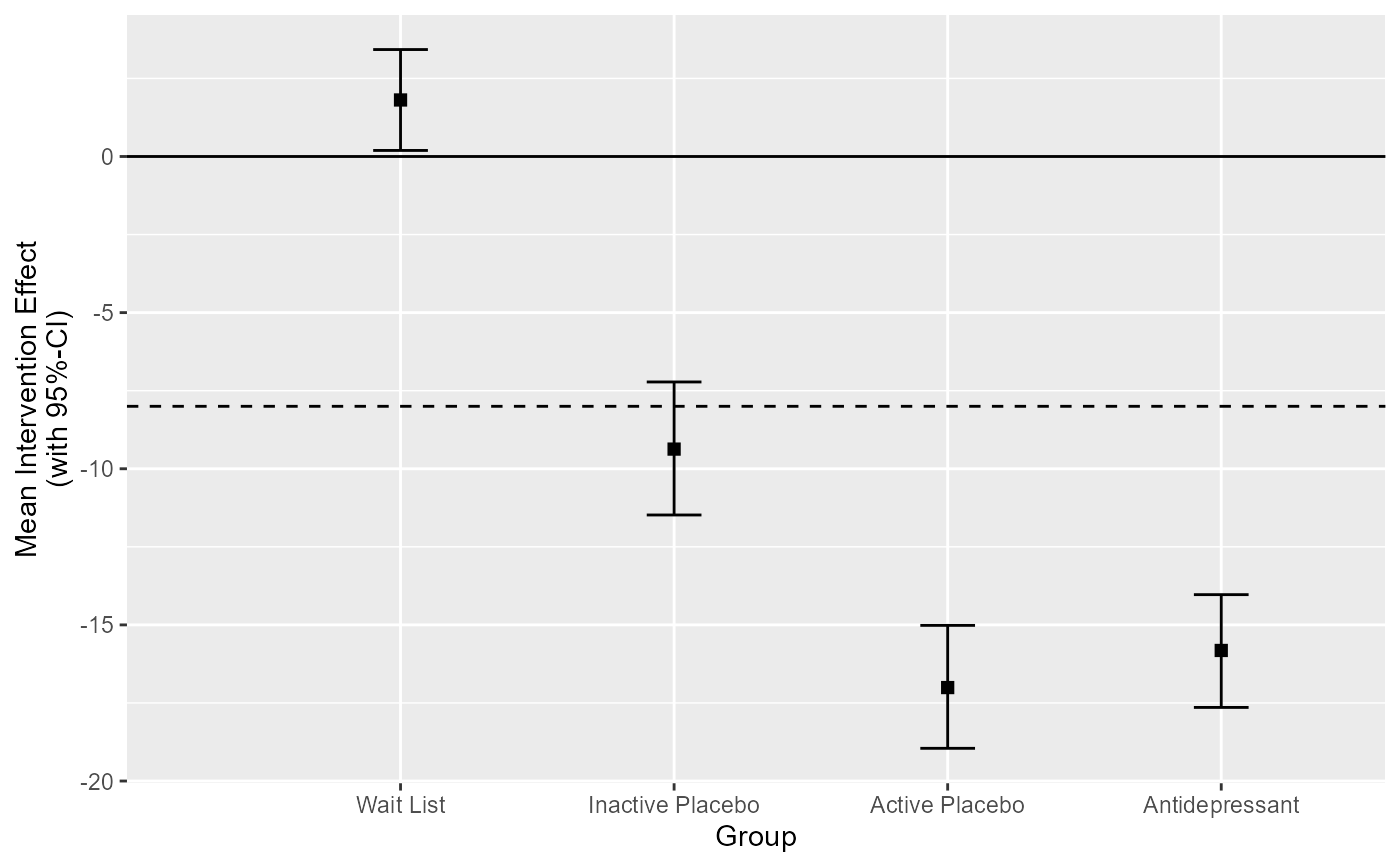 Mean Intervention Effect
(with 95%-CI)
0
-5
-10
-15
-20
Wait List
Inactive Placebo
Active Placebo
Antidepressant
Group